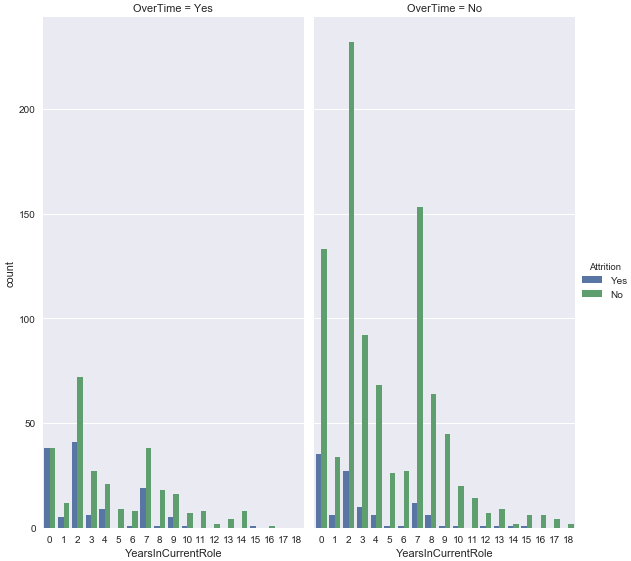 OverTime = Yes
OverTime = No
count
200
150
100
50
0
0 1 2 3 4 5 6 7 8 9 10 11 12 13 14 15 16 17 18
0 1 2 3 4 5 6 7 8 9 10 11 12 13 14 15 16 17 18
YearsInCurrentRole
YearsInCurrentRole
Attrition
Yes
No